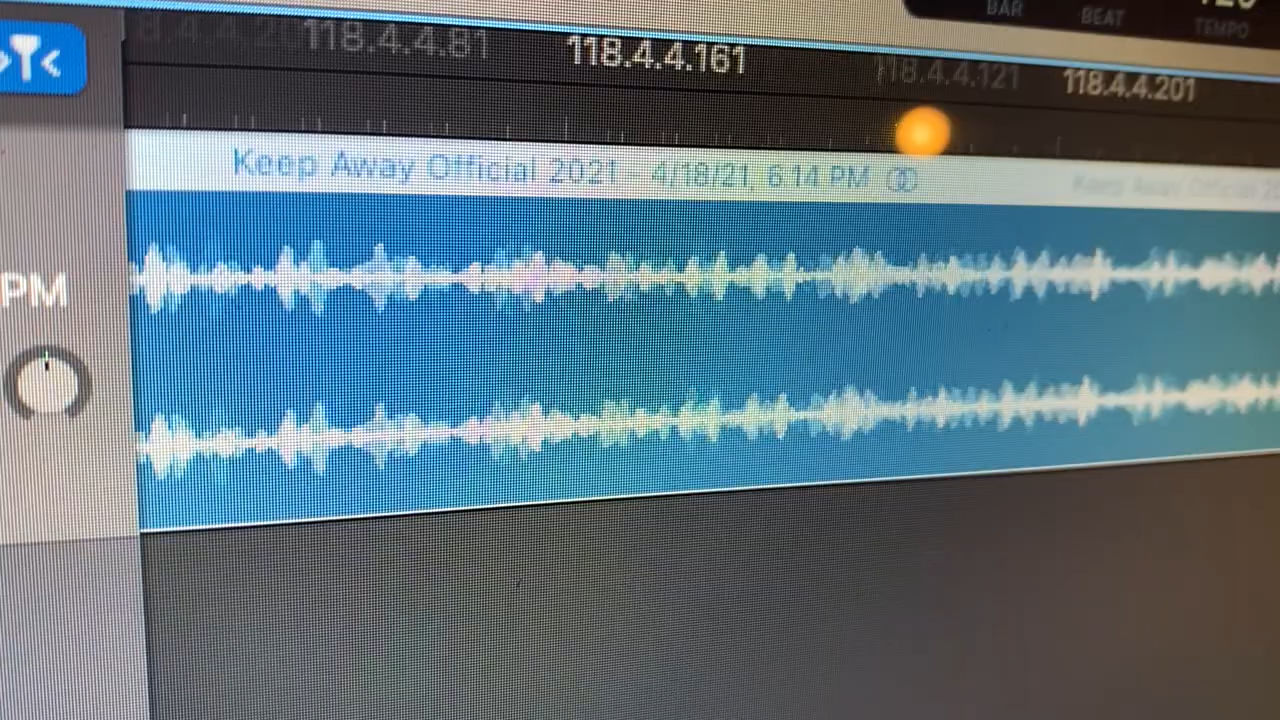 BAR BEAT TEMPO
118.4.4.81 118.4.4.161 118.4.4.121 118.4.4.201
Keep Away Official 2021 - 4/18/21, 6:14 PM
PM